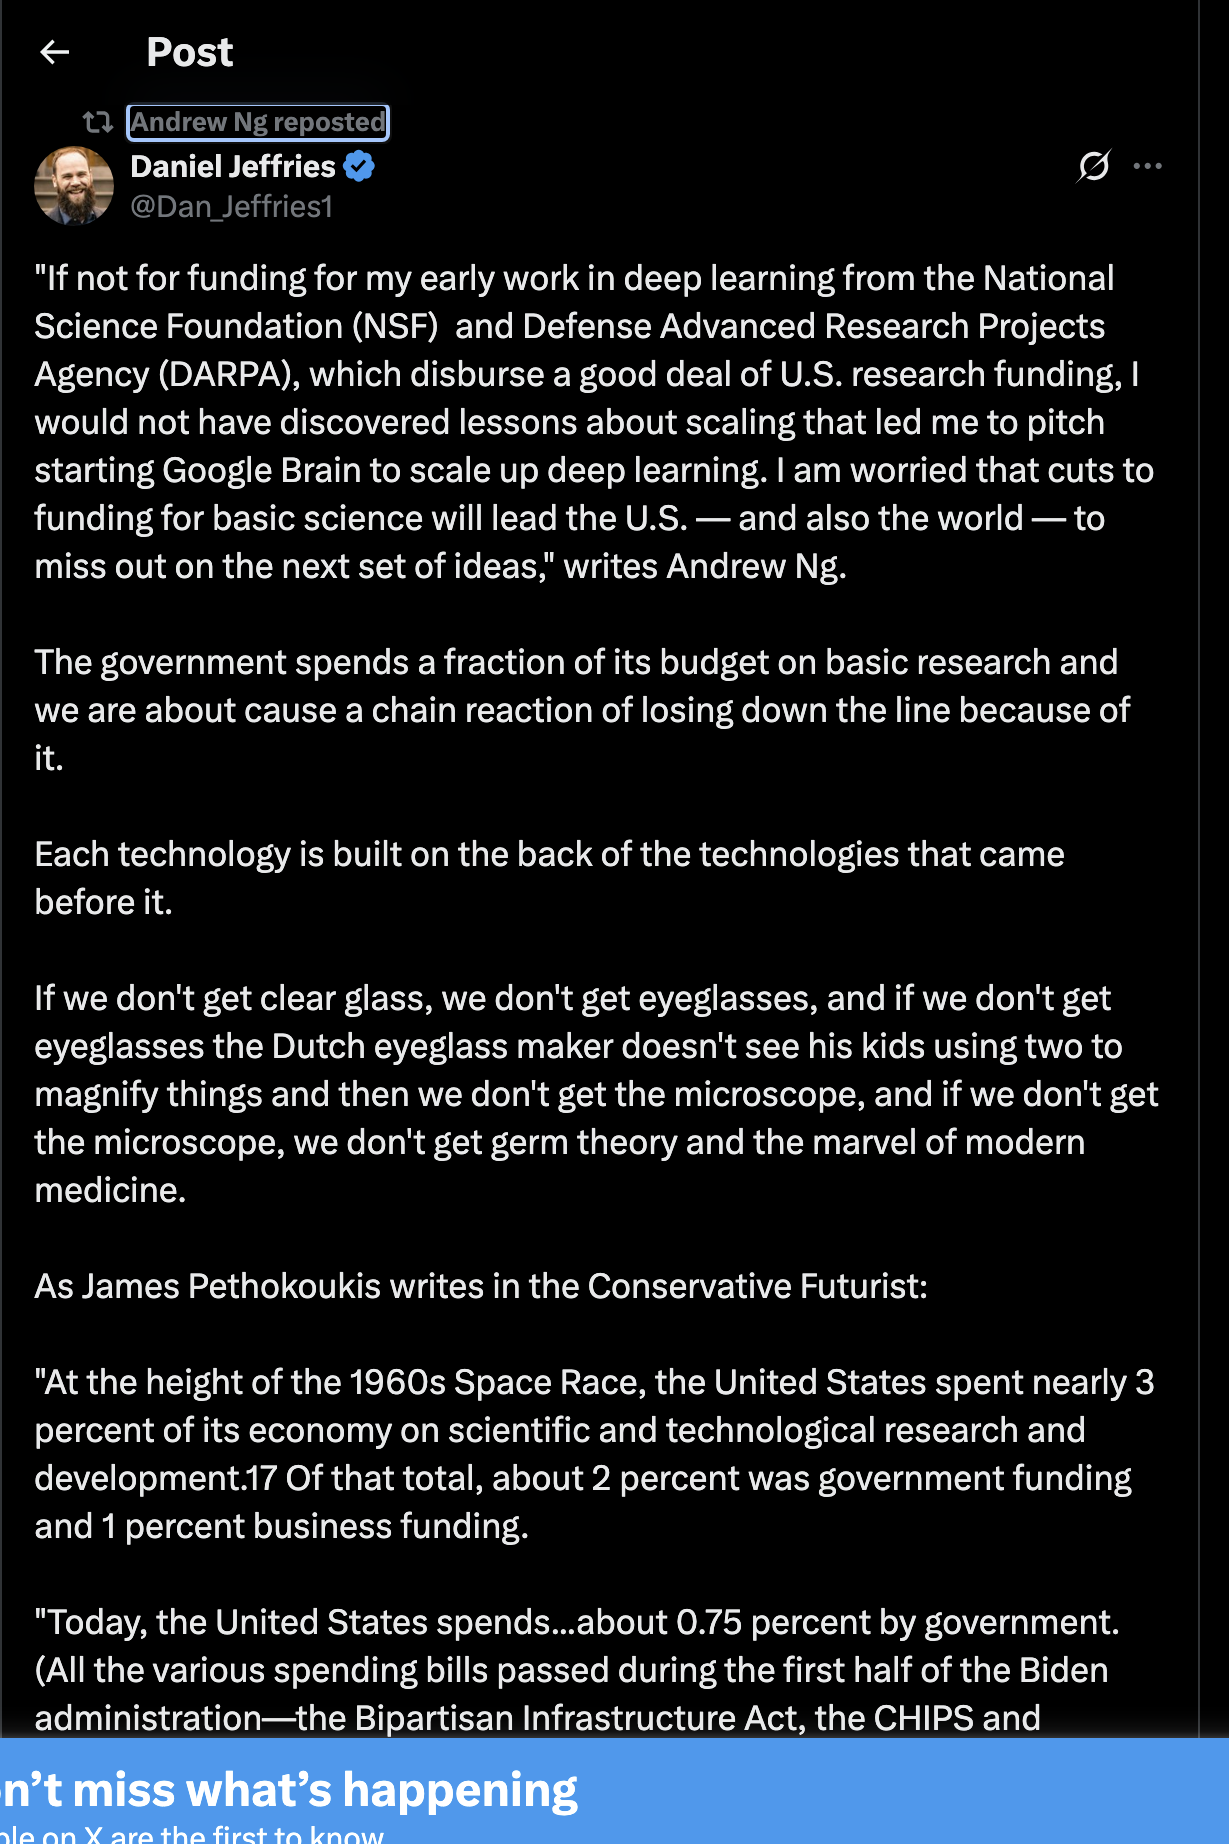 Post
Andrew Ng reposted
Daniel Jeffries
@Dan_Jeffries1
"If not for funding for my early work in deep learning from the National
Science Foundation (NSF)  and Defense Advanced Research Projects
Agency (DARPA), which disburse a good deal of U.S. research funding, I
would not have discovered lessons about scaling that led me to pitch
starting Google Brain to scale up deep learning. I am worried that cuts to
funding for basic science will lead the U.S. — and also the world — to
miss out on the next set of ideas," writes Andrew Ng.
The government spends a fraction of its budget on basic research and
we are about cause a chain reaction of losing down the line because of
it.
Each technology is built on the back of the technologies that came
before it.
If we don't get clear glass, we don't get eyeglasses, and if we don't get
eyeglasses the Dutch eyeglass maker doesn't see his kids using two to
magnify things and then we don't get the microscope, and if we don't get
the microscope, we don't get germ theory and the marvel of modern
medicine.
As James Pethokoukis writes in the Conservative Futurist:
"At the height of the 1960s Space Race, the United States spent nearly 3
percent of its economy on scientific and technological research and
development.17 Of that total, about 2 percent was government funding
and 1 percent business funding.
"Today, the United States spends...about 0.75 percent by government.
(All the various spending bills passed during the first half of the Biden
administration—the Bipartisan Infrastructure Act, the CHIPS and
n't miss what's happening
ple on X are the first to know.